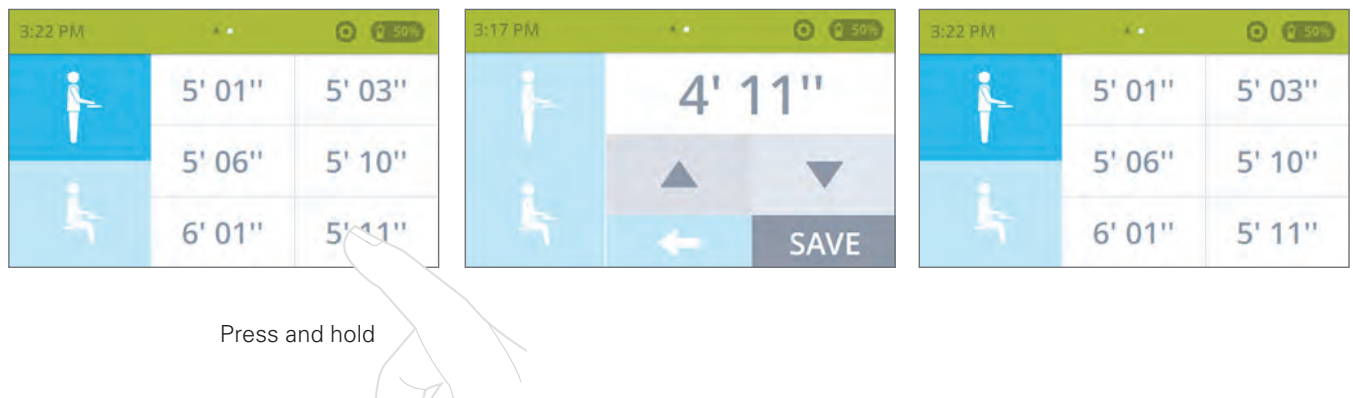 3:22 PM 50%
5' 01'' 5' 03''
5' 06'' 5' 10''
6' 01'' 5' 11''
3:17 PM 50%
4' 11''
SAVE
3:22 PM 50%
5' 01'' 5' 03''
5' 06'' 5' 10''
6' 01'' 5' 11''
Press and hold